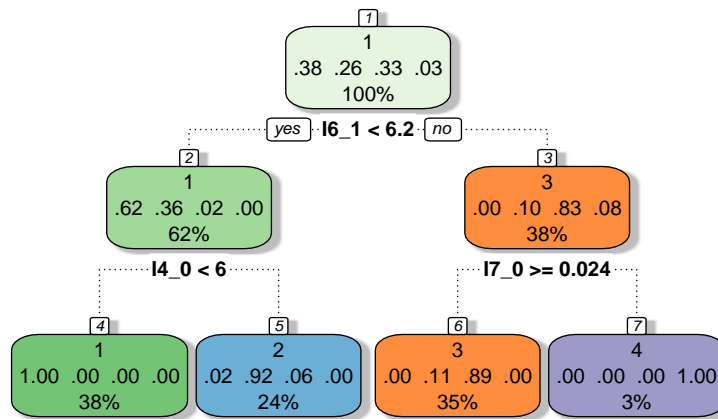 1
1
.38 .26 .33 .03
100%
yes I6_1 < 6.2 no
2 3
1 3
.62 .36 .02 .00 .00 .10 .83 .08
62% 38%
I4_0 < 6 I7_0 >= 0.024
4 5 6 7
1 2 3 4
1.00 .00 .00 .00 .02 .92 .06 .00 .00 .11 .89 .00 .00 .00 .00 1.00
38% 24% 35% 3%